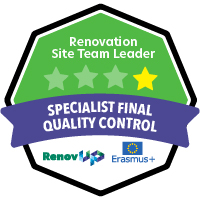 Renovation
Site Team Leader
SPECIALIST FINAL
QUALITY CONTROL
RenovUP
Erasmus+